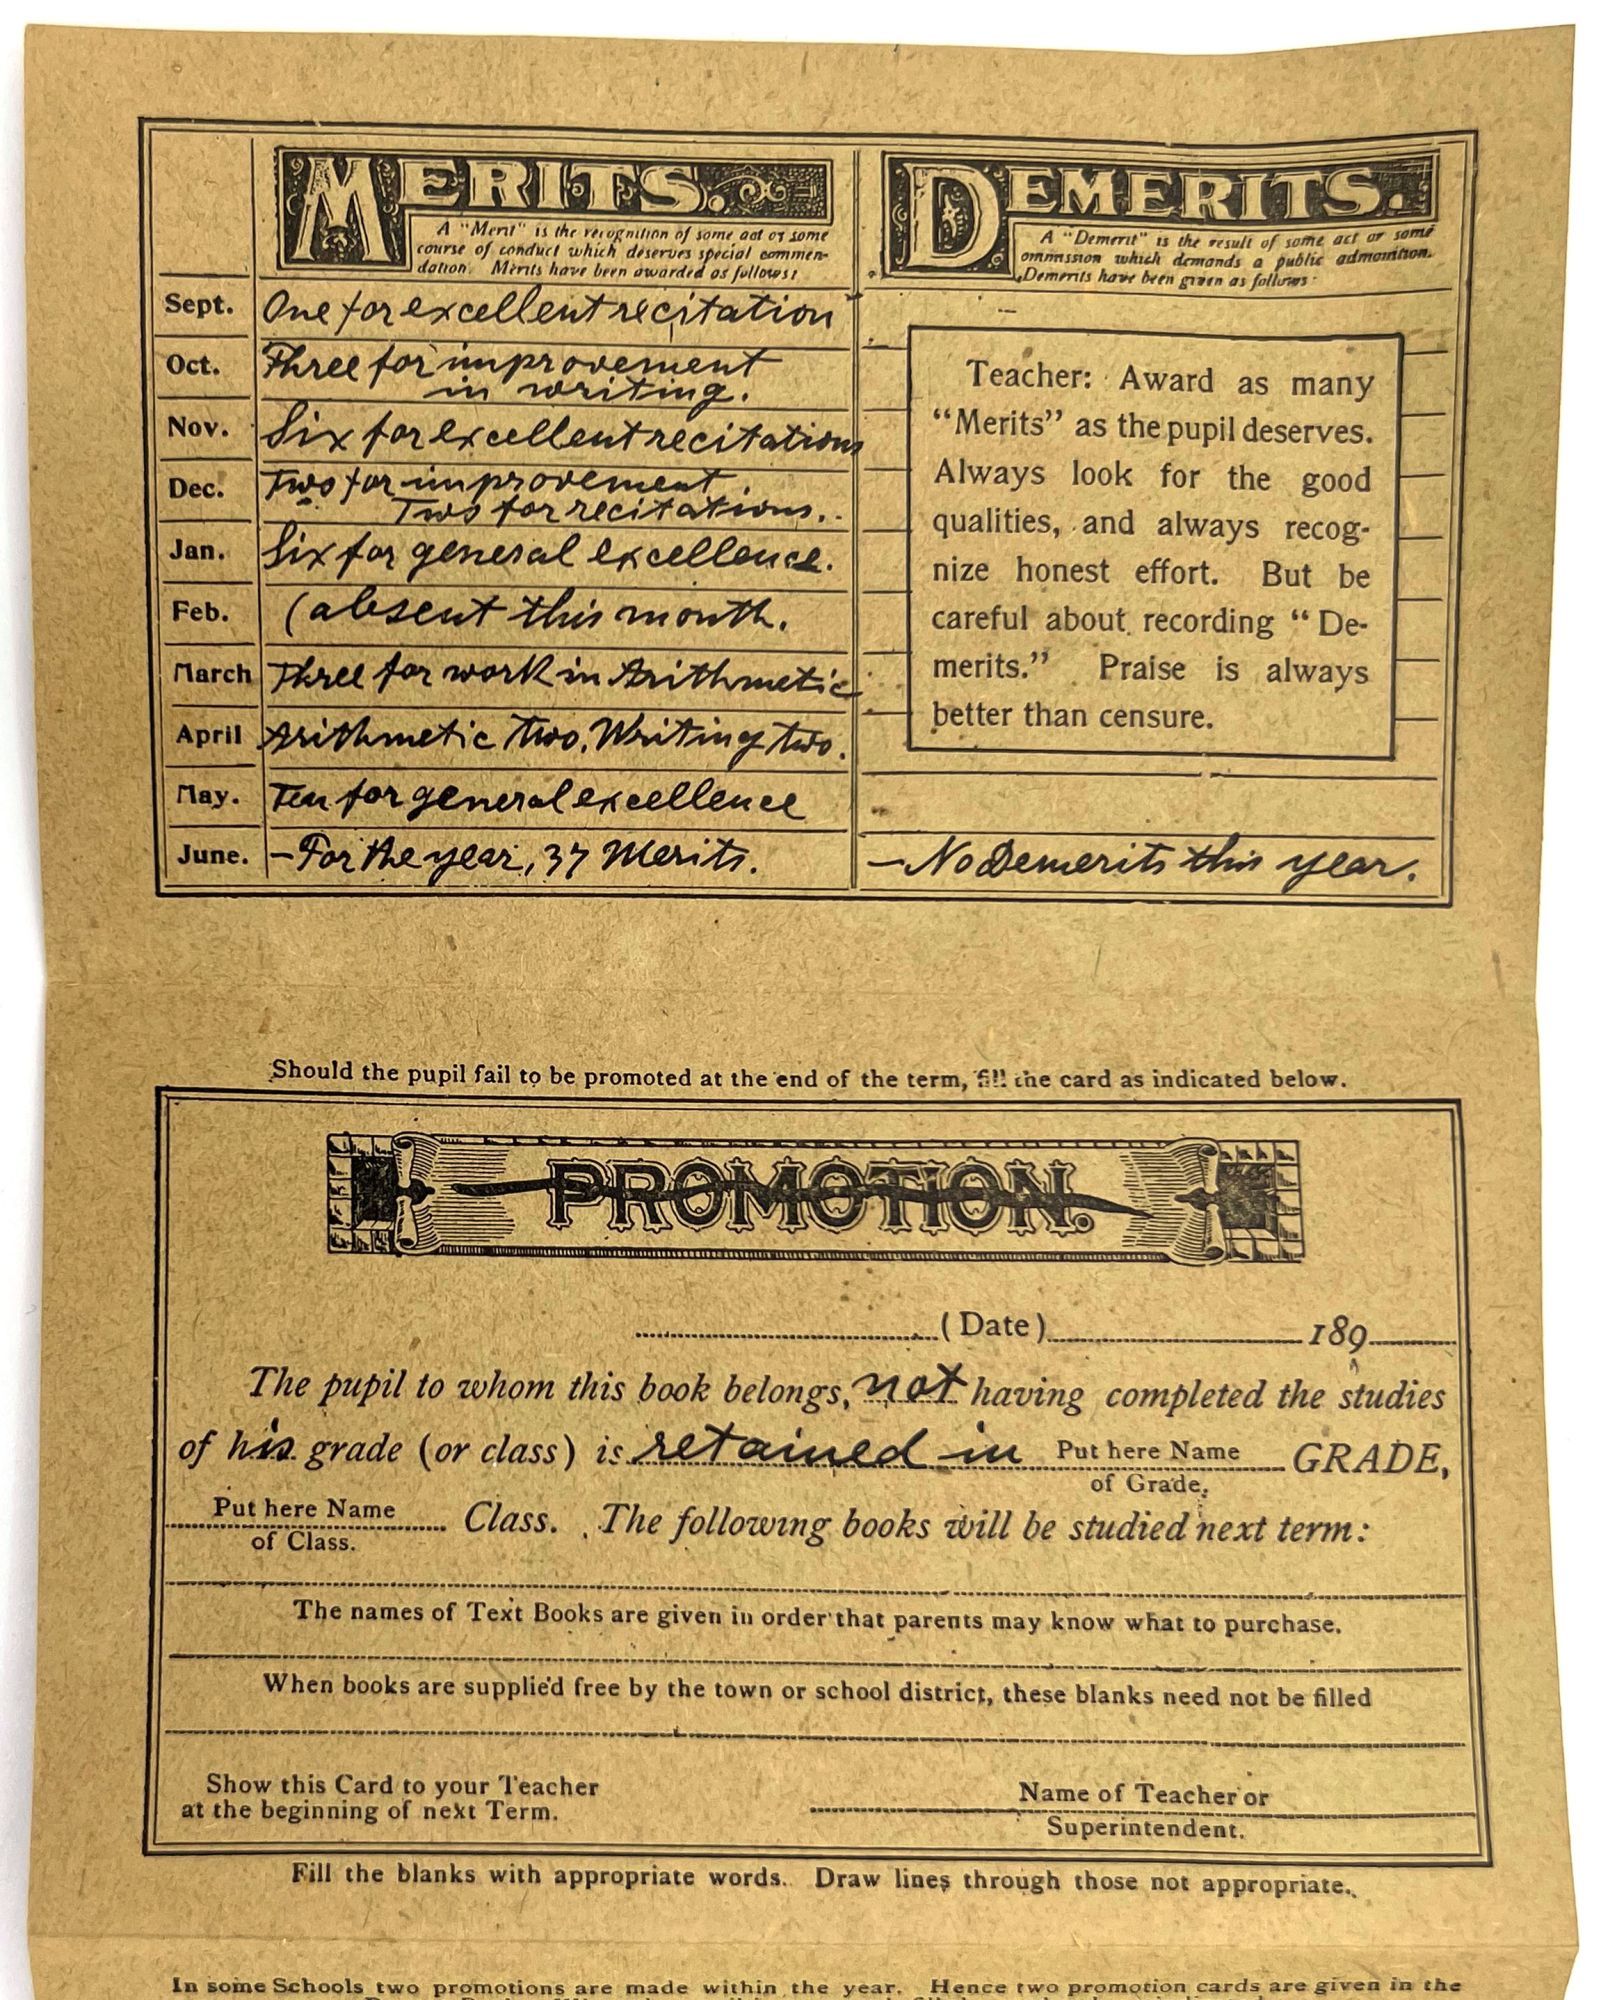 MERITS.
A "Merit" is the recognition of some act or some
course of conduct which deserves special commen-
dation. Merits have been awarded as follows:
DEMERITS.
A "Demerit" is the result of some act or some
ommission which demands a public admonition.
Demerits have been given as follows:
Sept. One for excellent recitation
Oct. Three for improvement
in writing.
Nov. Six for excellent recitations
Dec. Two for improvement.
Two for recitations.
Jan. Six for general excellence.
Feb. (absent this month.
March Three for work in Arithmetic
April Arithmetic two, Writing two.
May. Ten for general excellence
June. —For the year, 37 Merits.
Teacher: Award as many
"Merits" as the pupil deserves.
Always look for the good
qualities, and always recog-
nize honest effort. But be
careful about recording "De-
merits." Praise is always
better than censure.
—No Demerits this year.
Should the pupil fail to be promoted at the end of the term, fill the card as indicated below.
PROMOTION.
(Date) 189
The pupil to whom this book belongs, not having completed the studies
of his grade (or class) is retained in Put here Name GRADE,
of Grade.
Put here Name Class. The following books will be studied next term:
of Class.
The names of Text Books are given in order that parents may know what to purchase.
When books are supplied free by the town or school district, these blanks need not be filled
Show this Card to your Teacher
at the beginning of next Term.
Name of Teacher or
Superintendent.
Fill the blanks with appropriate words. Draw lines through those not appropriate.
In some Schools two promotions are made within the year. Hence two promotion cards are given in the